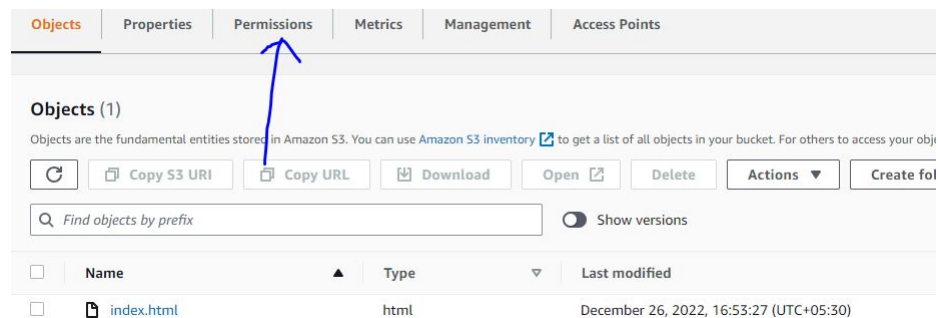 Objects Properties Permissions Metrics Management Access Points
Objects (1)
Objects are the fundamental entities stored in Amazon S3. You can use Amazon S3 inventory to get a list of all objects in your bucket. For others to access your obje
Copy S3 URI Copy URL Download Open Delete Actions Create fol
Find objects by prefix Show versions
Name Type Last modified
index.html html December 26, 2022, 16:53:27 (UTC+05:30)